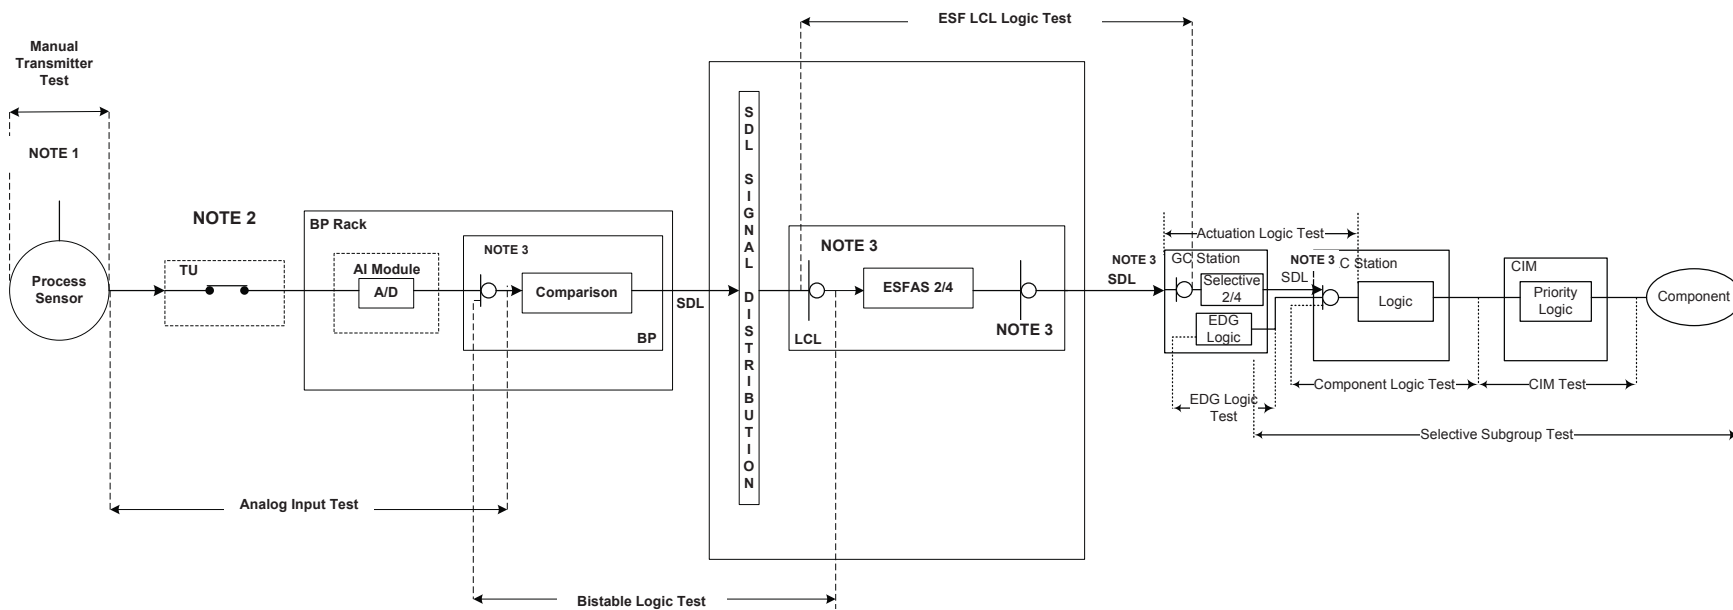 ESF LCL Logic Test
Manual
Transmitter
Test
NOTE 1
Process
Sensor
NOTE 2
TU
BP Rack
AI Module
A/D
NOTE 3
Comparison
BP
SDL
SDL SIGNAL DISTRIBUTION
NOTE 3
ESFAS 2/4
LCL
NOTE 3
Actuation Logic Test
NOTE 3
SDL
GC Station
Selective
2/4
EDG
Logic
NOTE 3
SDL
C Station
Logic
CIM
Priority
Logic
Component
Component Logic Test
CIM Test
EDG Logic
Test
Selective Subgroup Test
Analog Input Test
Bistable Logic Test